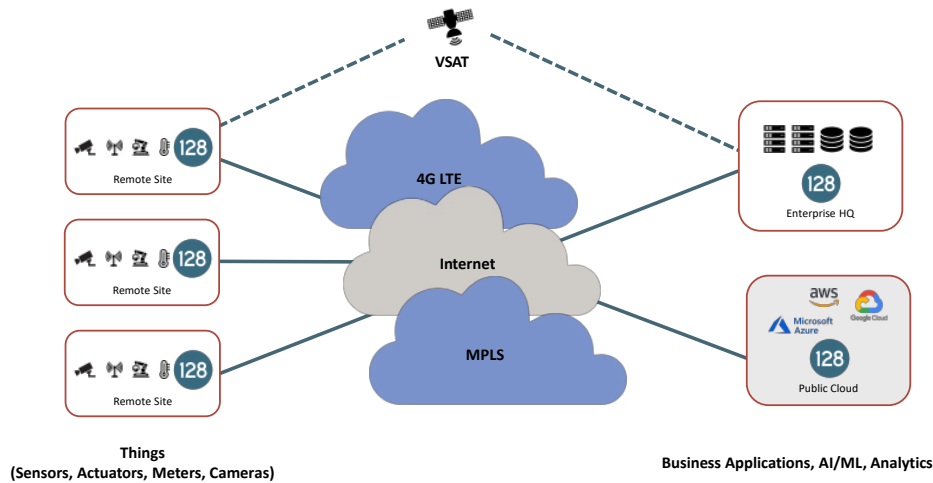 VSAT
128
Remote Site
4G LTE
128
Enterprise HQ
128
Remote Site
Internet
aws
Google Cloud
Microsoft
Azure
128
Public Cloud
128
Remote Site
MPLS
Things
(Sensors, Actuators, Meters, Cameras)
Business Applications, AI/ML, Analytics